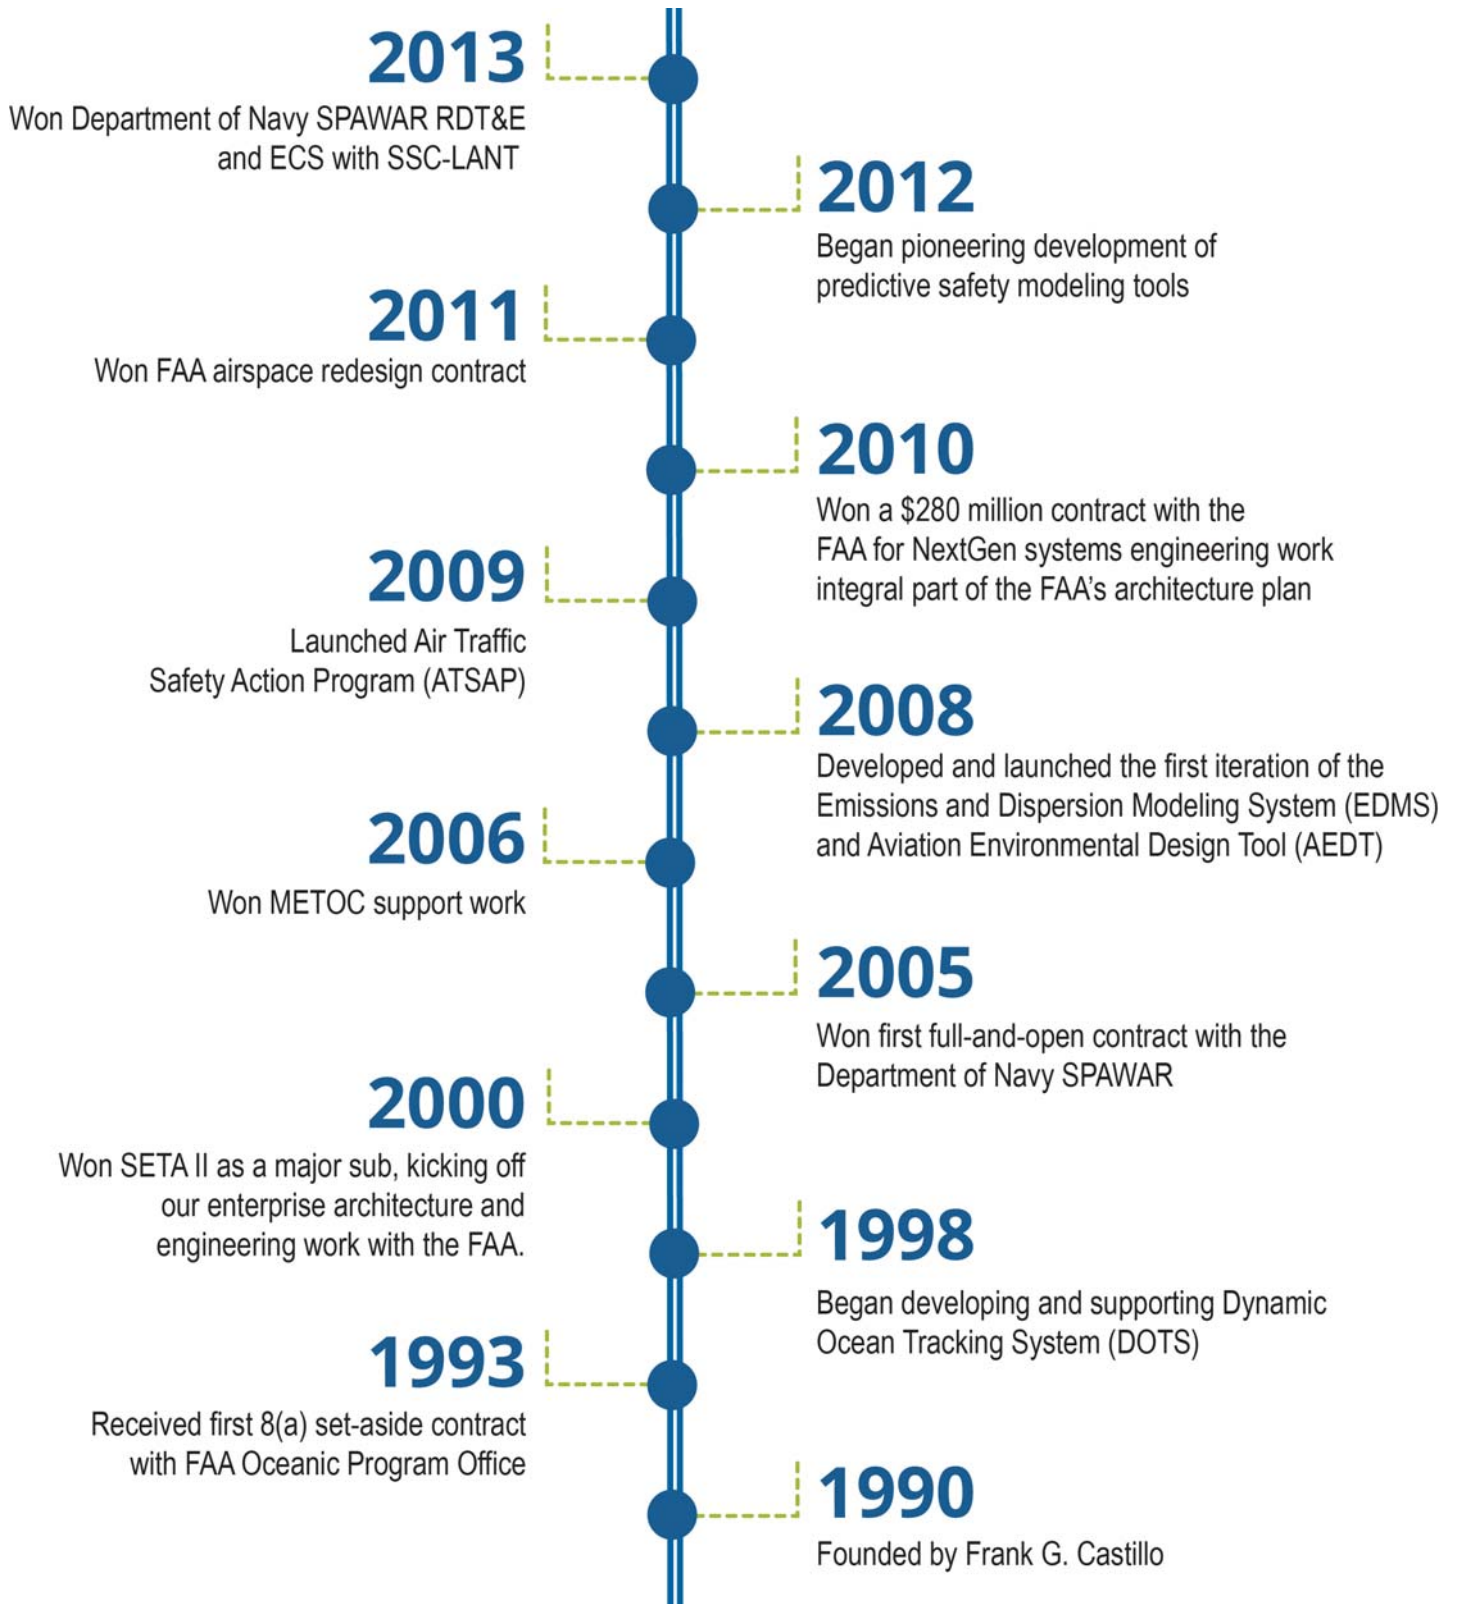 2013
Won Department of Navy SPAWAR RDT&E
and ECS with SSC-LANT
2012
Began pioneering development of
predictive safety modeling tools
2011
Won FAA airspace redesign contract
2010
Won a $280 million contract with the
FAA for NextGen systems engineering work
integral part of the FAA’s architecture plan
2009
Launched Air Traffic
Safety Action Program (ATSAP)
2008
Developed and launched the first iteration of the
Emissions and Dispersion Modeling System (EDMS)
and Aviation Environmental Design Tool (AEDT)
2006
Won METOC support work
2005
Won first full-and-open contract with the
Department of Navy SPAWAR
2000
Won SETA II as a major sub, kicking off
our enterprise architecture and
engineering work with the FAA.
1998
Began developing and supporting Dynamic
Ocean Tracking System (DOTS)
1993
Received first 8(a) set-aside contract
with FAA Oceanic Program Office
1990
Founded by Frank G. Castillo